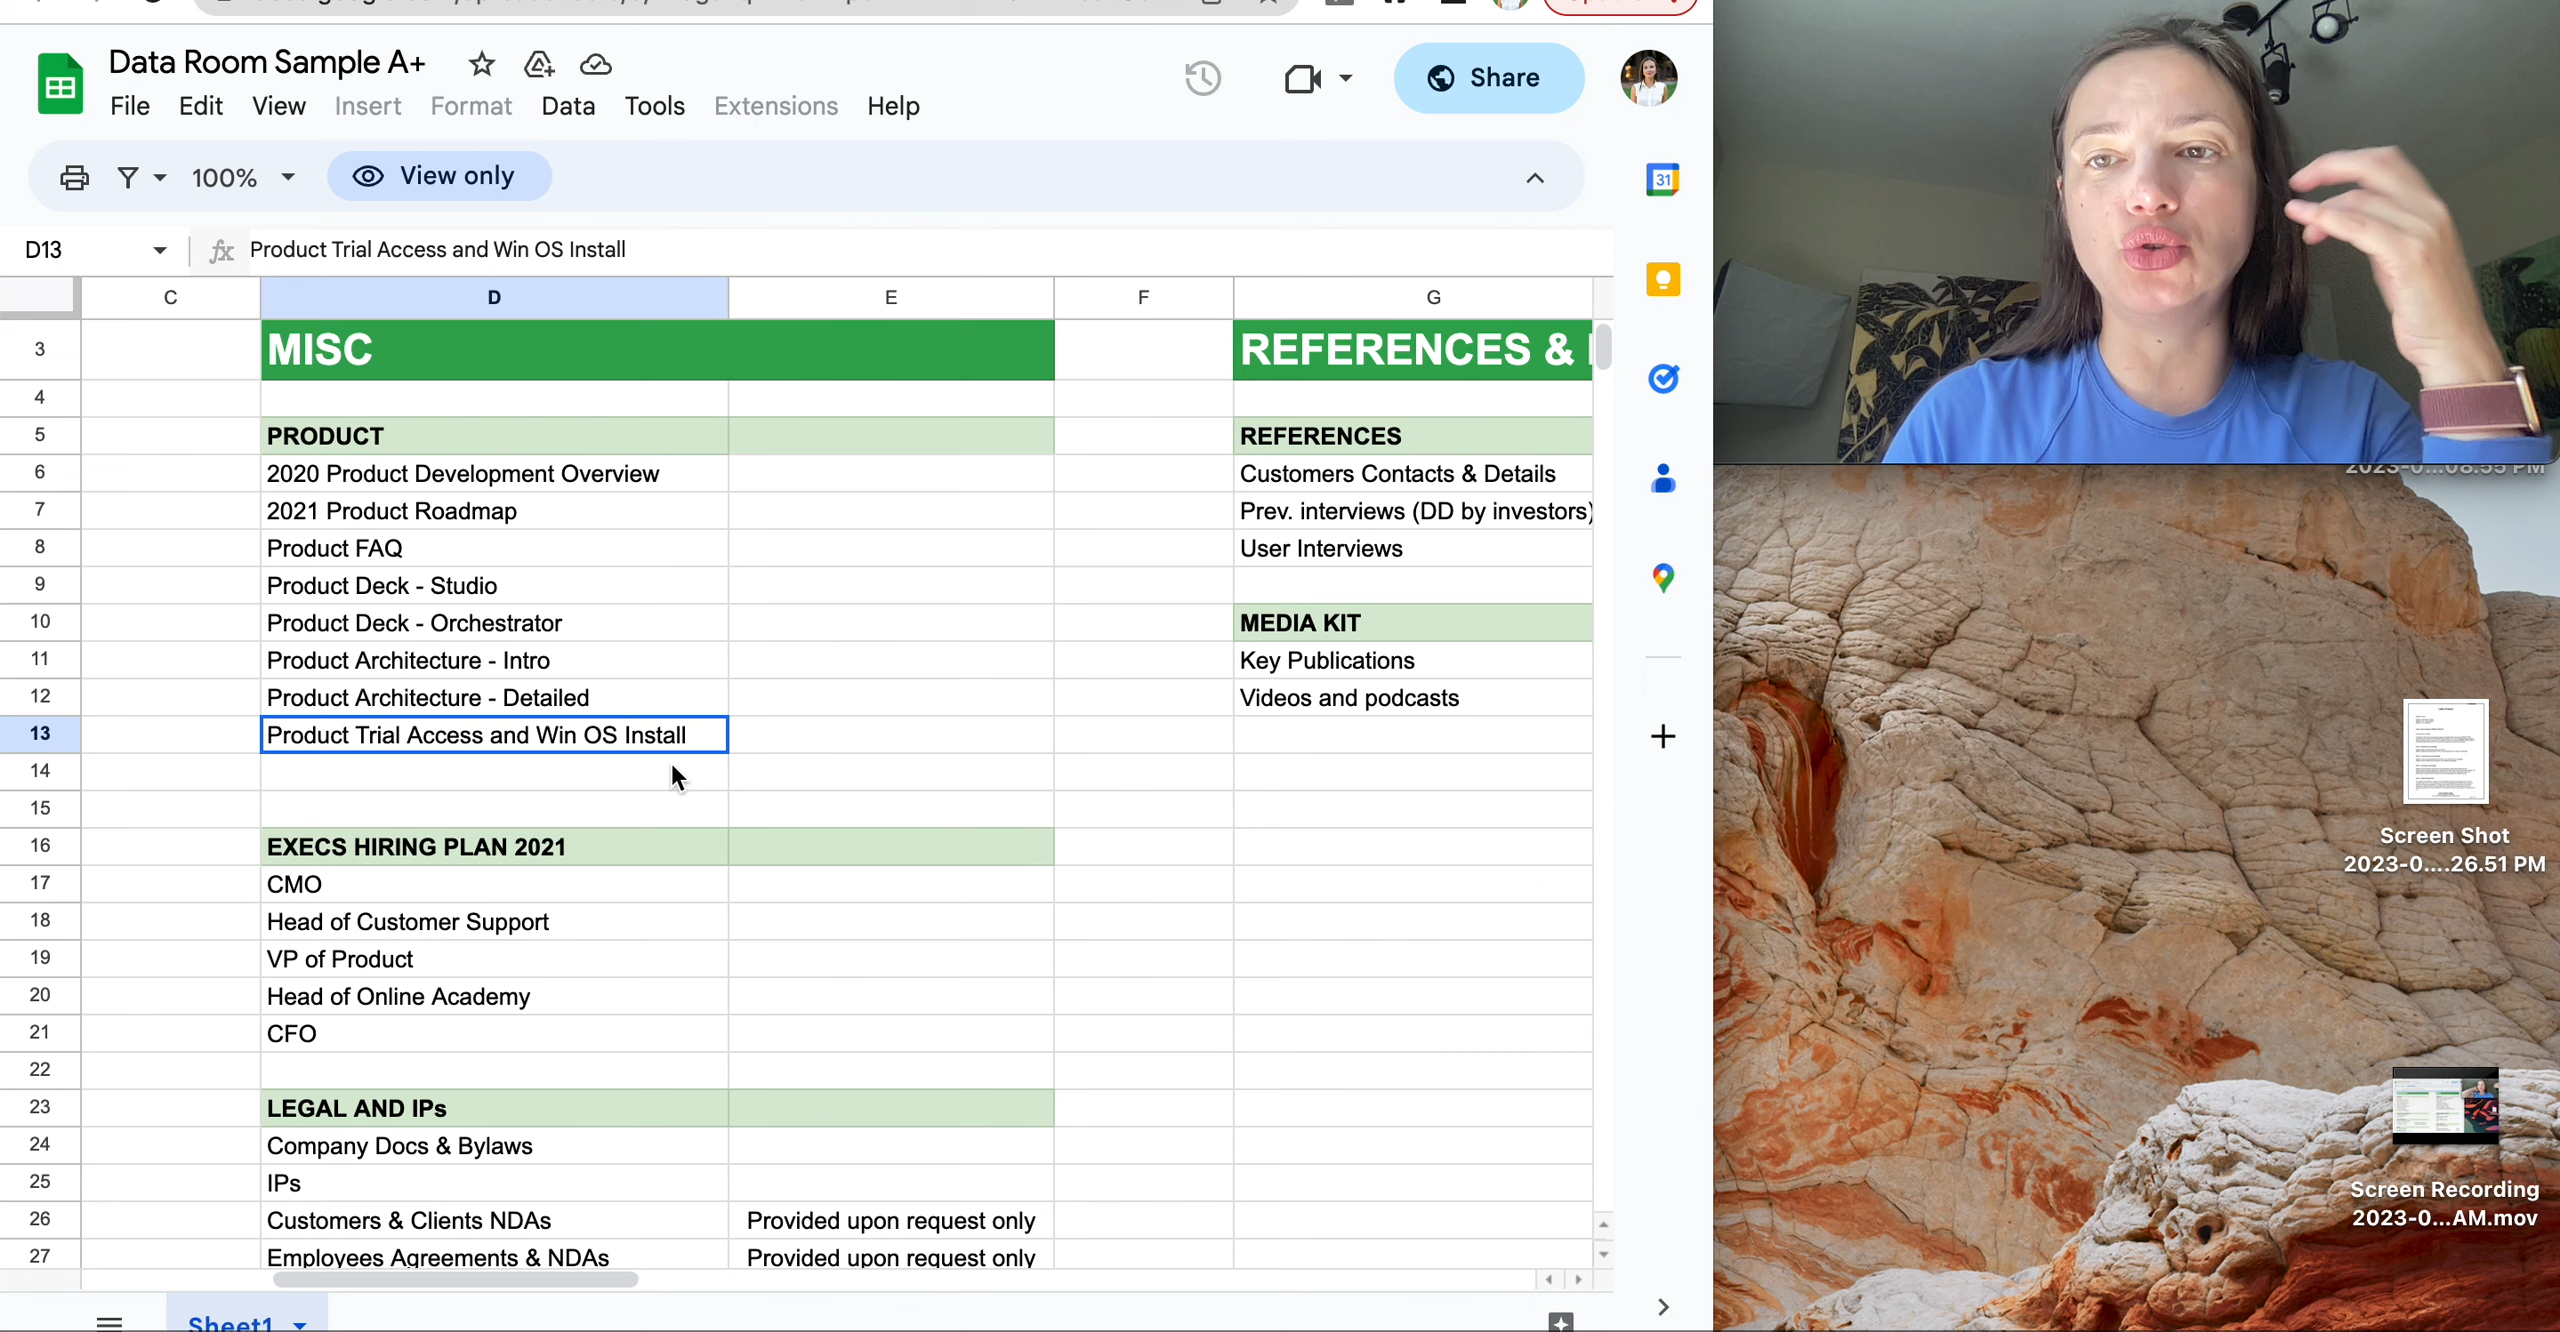 Data Room Sample A+
File Edit View Insert Format Data Tools Extensions Help
Share
100% View only
31
D13 fx Product Trial Access and Win OS Install
C D E F G
3 MISC REFERENCES &
4
5 PRODUCT REFERENCES
6 2020 Product Development Overview Customers Contacts & Details
7 2021 Product Roadmap Prev. interviews (DD by investors)
8 Product FAQ User Interviews
9 Product Deck - Studio
10 Product Deck - Orchestrator MEDIA KIT
11 Product Architecture - Intro Key Publications
12 Product Architecture - Detailed Videos and podcasts
13 Product Trial Access and Win OS Install
14
15
16 EXECS HIRING PLAN 2021
17 CMO
18 Head of Customer Support
19 VP of Product
20 Head of Online Academy
21 CFO
22
23 LEGAL AND IPs
24 Company Docs & Bylaws
25 IPs
26 Customers & Clients NDAs Provided upon request only
27 Employees Agreements & NDAs Provided upon request only
Sheet1
2023-0...08.55 PM
Screen Shot
2023-0....26.51 PM
Screen Recording
2023-0...AM.mov